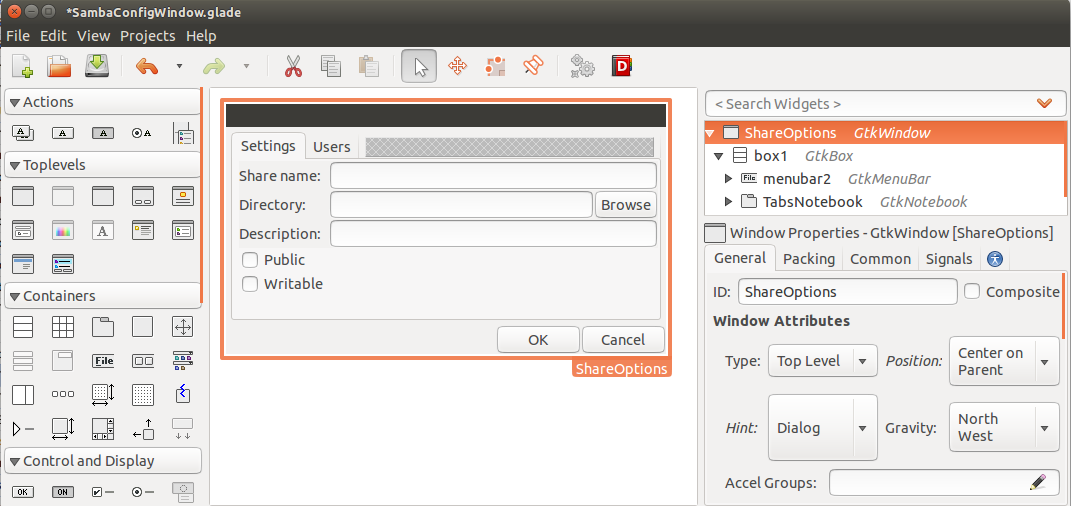 *SambaConfigWindow.glade
File Edit View Projects Help
D
Actions
A A A A
Toplevels
A
Containers
File
Control and Display
OK ON
Settings Users
Share name:
Directory: Browse
Description:
Public
Writable
OK Cancel
ShareOptions
< Search Widgets >
ShareOptions GtkWindow
box1 GtkBox
File menubar2 GtkMenuBar
TabsNotebook GtkNotebook
Window Properties - GtkWindow [ShareOptions]
General Packing Common Signals
ID: ShareOptions Composite
Window Attributes
Type: Top Level Position: Center on
Parent
Hint: Dialog Gravity: North
West
Accel Groups: